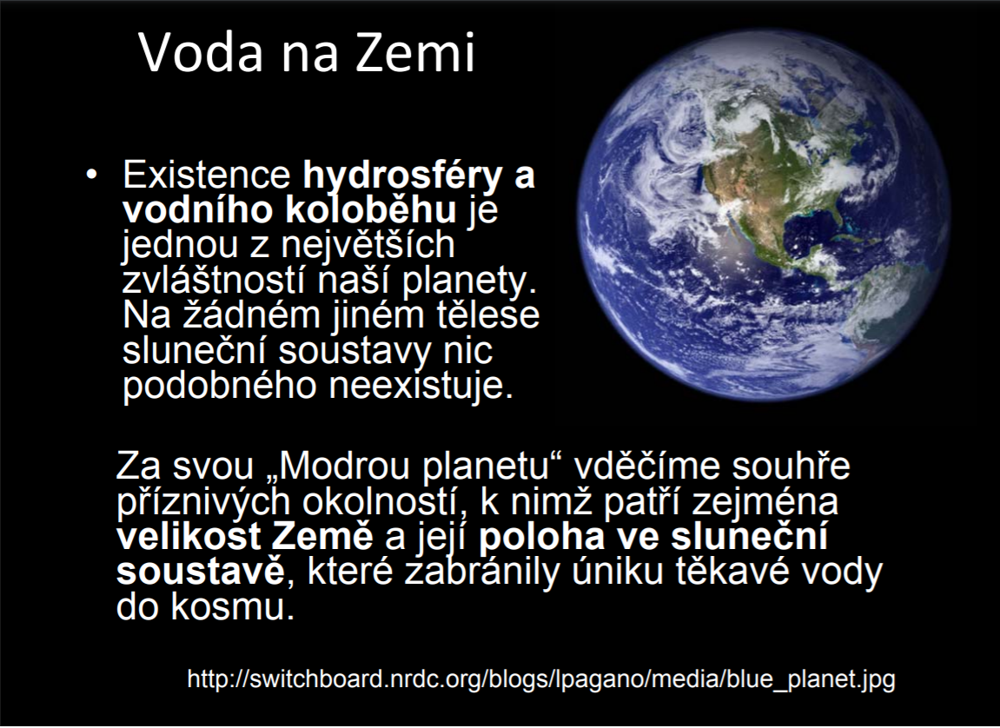 Voda na Zemi
• Existence hydrosféry a
vodního koloběhu je
jednou z největších
zvláštností naší planety.
Na žádném jiném tělese
sluneční soustavy nic
podobného neexistuje.
Za svou „Modrou planetu“ vděčíme souhře
příznivých okolností, k nimž patří zejména
velikost Země a její poloha ve sluneční
soustavě, které zabránily úniku těkavé vody
do kosmu.
http://switchboard.nrdc.org/blogs/lpagano/media/blue_planet.jpg